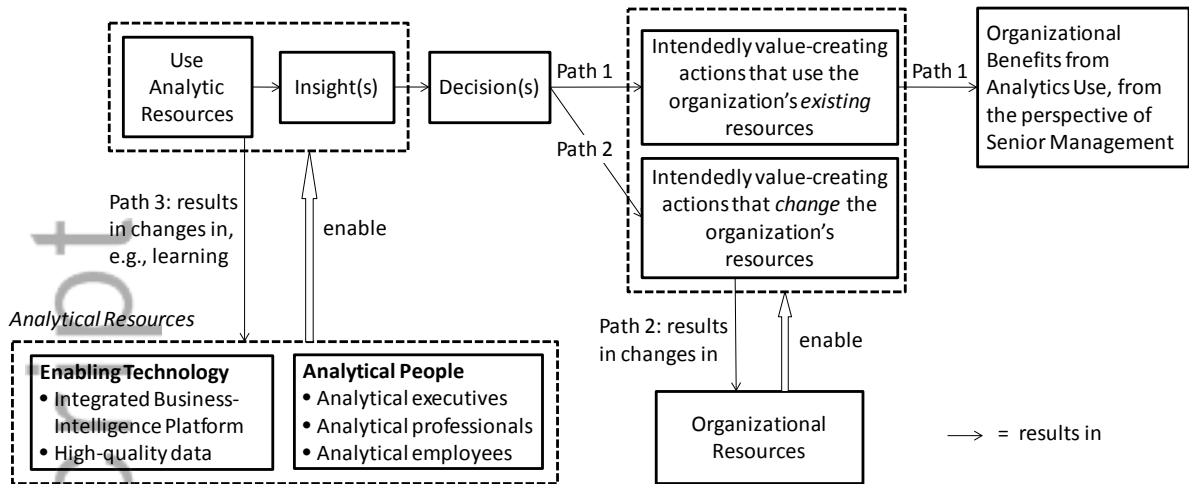 Use
Analytic
Resources
Insight(s)
Decision(s)
Path 1
Path 2
Intendedly value-creating
actions that use the
organization's existing
resources
Intendedly value-creating
actions that change the
organization's
resources
Path 1
Organizational
Benefits from
Analytics Use, from
the perspective of
Senior Management
Path 3: results
in changes in,
e.g., learning
enable
Analytical Resources
Enabling Technology
• Integrated Business-
Intelligence Platform
• High-quality data
Analytical People
• Analytical executives
• Analytical professionals
• Analytical employees
Path 2: results
in changes in
enable
Organizational
Resources
= results in
ript